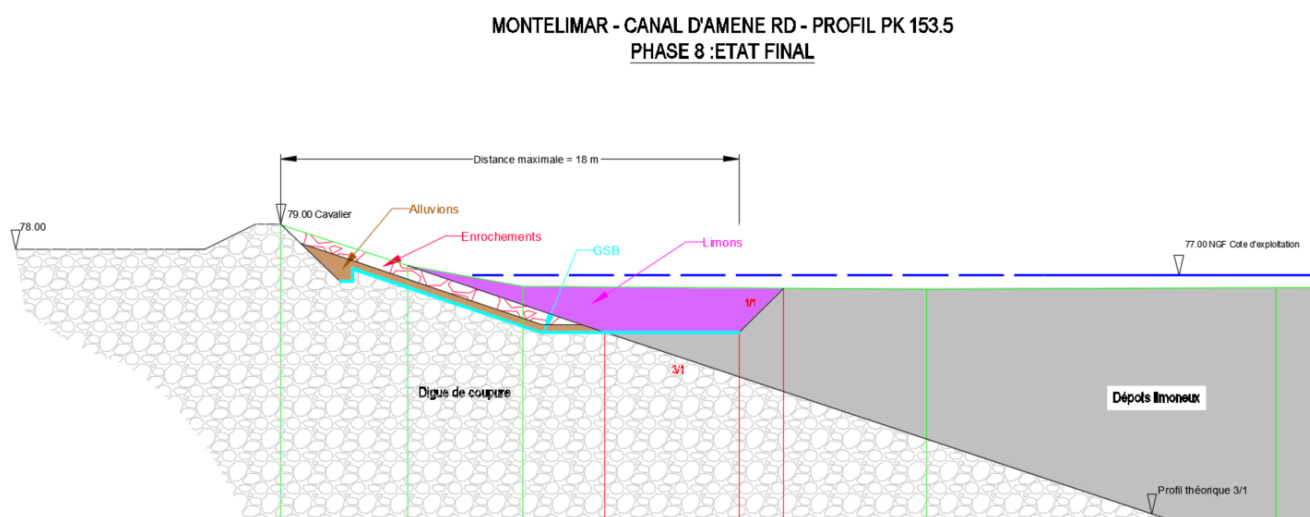 MONTELIMAR - CANAL D'AMENE RD - PROFIL PK 153.5
PHASE 8 :ETAT FINAL
Distance maximale = 18 m
78.00
79.00 Cavalier
Alluvions
Enrochements
GSB
Limons
77.00 NGF Cote d'exploitation
1/1
3/1
Digue de coupure
Dépots limoneux
Profil théorique 3/1